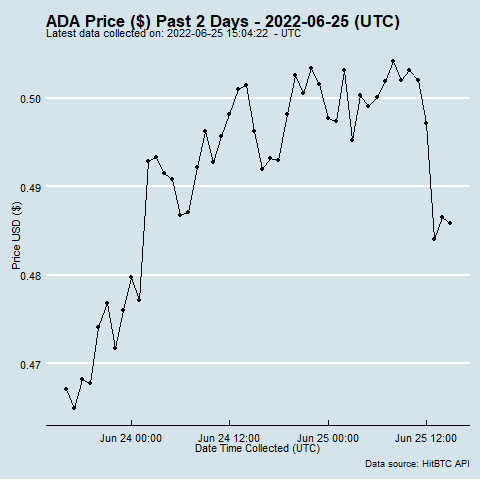 ADA Price ($) Past 2 Days - 2022-06-25 (UTC)
Latest data collected on: 2022-06-25 15:04:22 - UTC
Price USD ($)
0.50
0.49
0.48
0.47
Jun 24 00:00 Jun 24 12:00 Jun 25 00:00 Jun 25 12:00
Date Time Collected (UTC)
Data source: HitBTC API